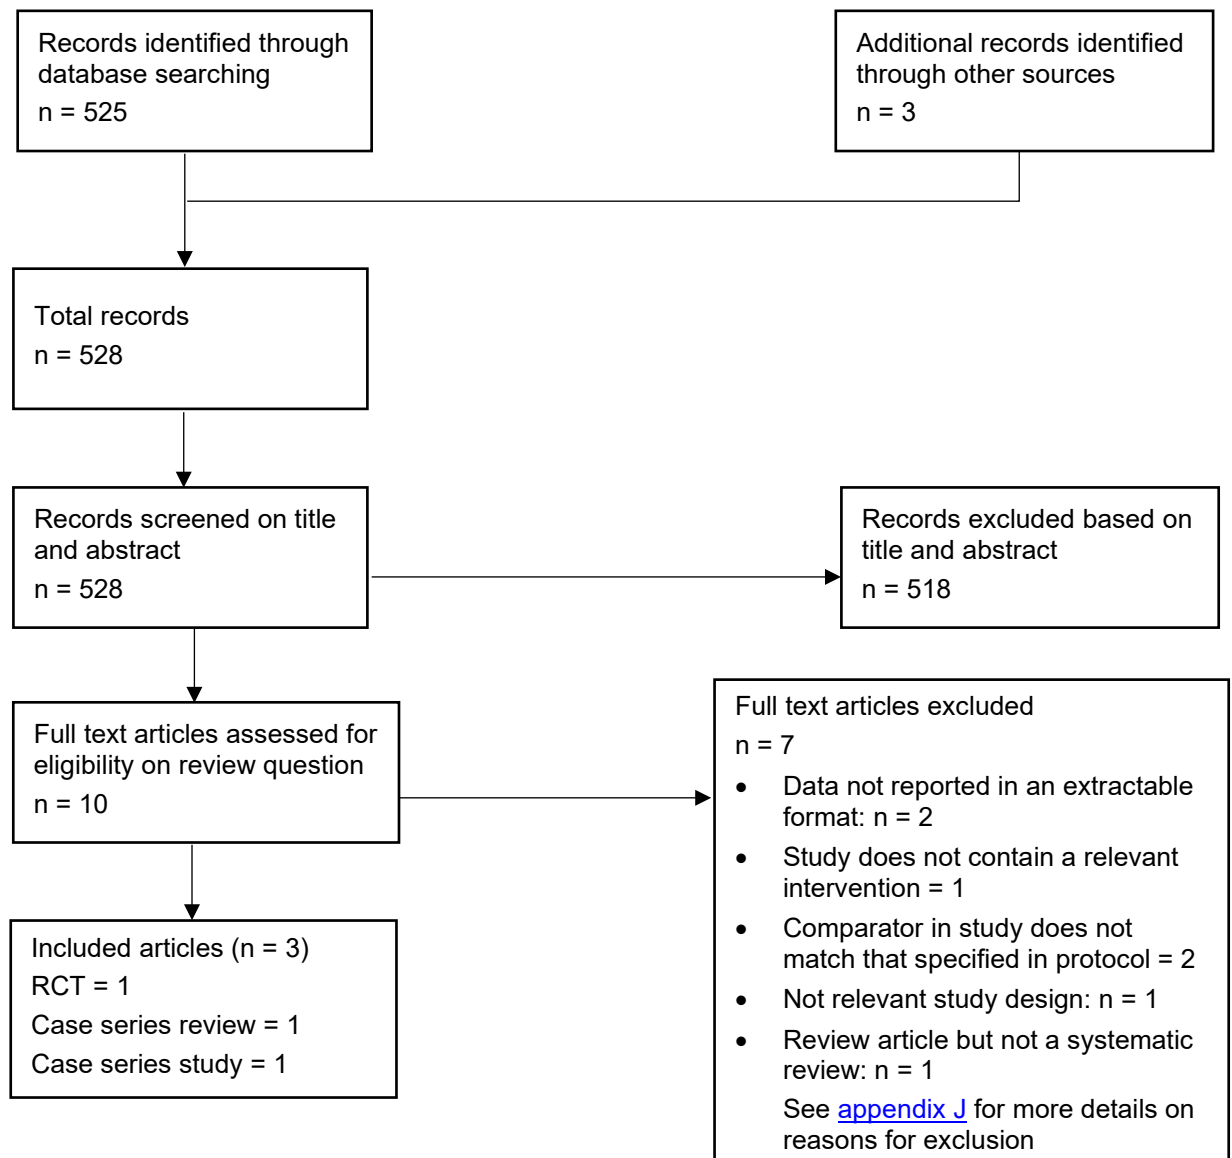 Records identified through
database searching
n = 525
Additional records identified
through other sources
n = 3
Total records
n = 528
Records screened on title
and abstract
n = 528
Records excluded based on
title and abstract
n = 518
Full text articles assessed for
eligibility on review question
n = 10
Full text articles excluded
n = 7
• Data not reported in an extractable
format: n = 2
• Study does not contain a relevant
intervention = 1
• Comparator in study does not
match that specified in protocol = 2
• Not relevant study design: n = 1
• Review article but not a systematic
review: n = 1
See appendix J for more details on
reasons for exclusion
Included articles (n = 3)
RCT = 1
Case series review = 1
Case series study = 1